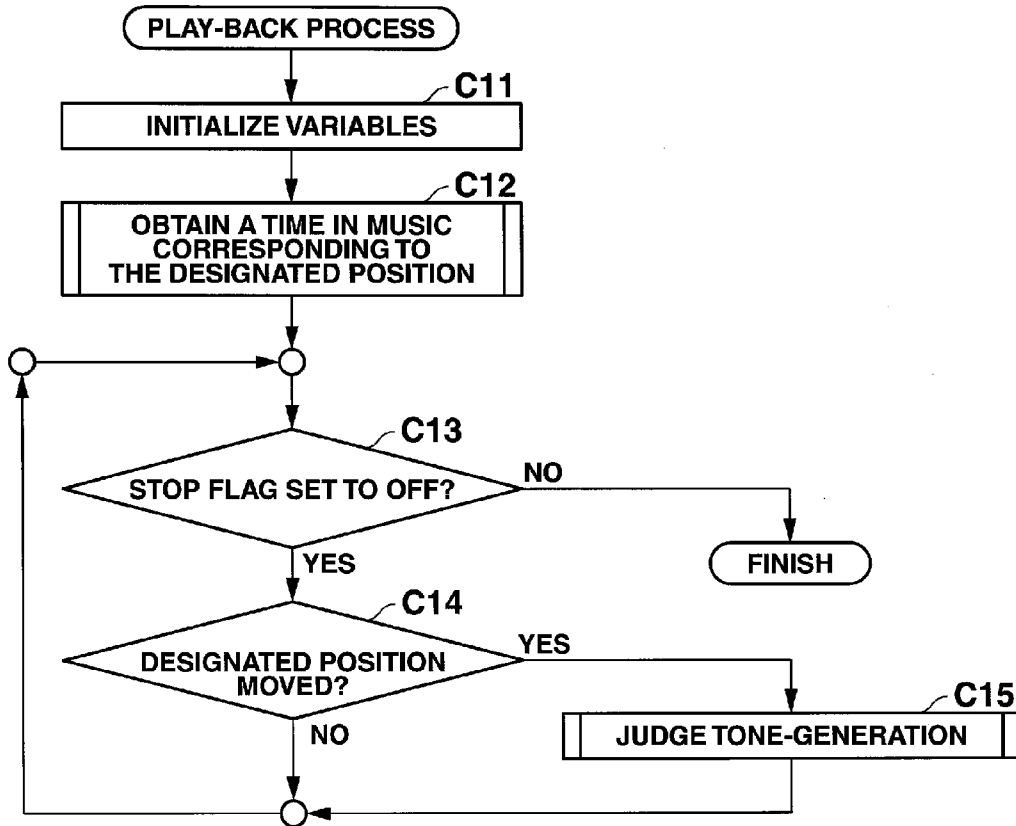 PLAY-BACK PROCESS
C11
INITIALIZE VARIABLES
C12
OBTAIN A TIME IN MUSIC
CORRESPONDING TO
THE DESIGNATED POSITION
C13
STOP FLAG SET TO OFF?
NO
FINISH
YES
C14
DESIGNATED POSITION
MOVED?
YES
C15
JUDGE TONE-GENERATION
NO